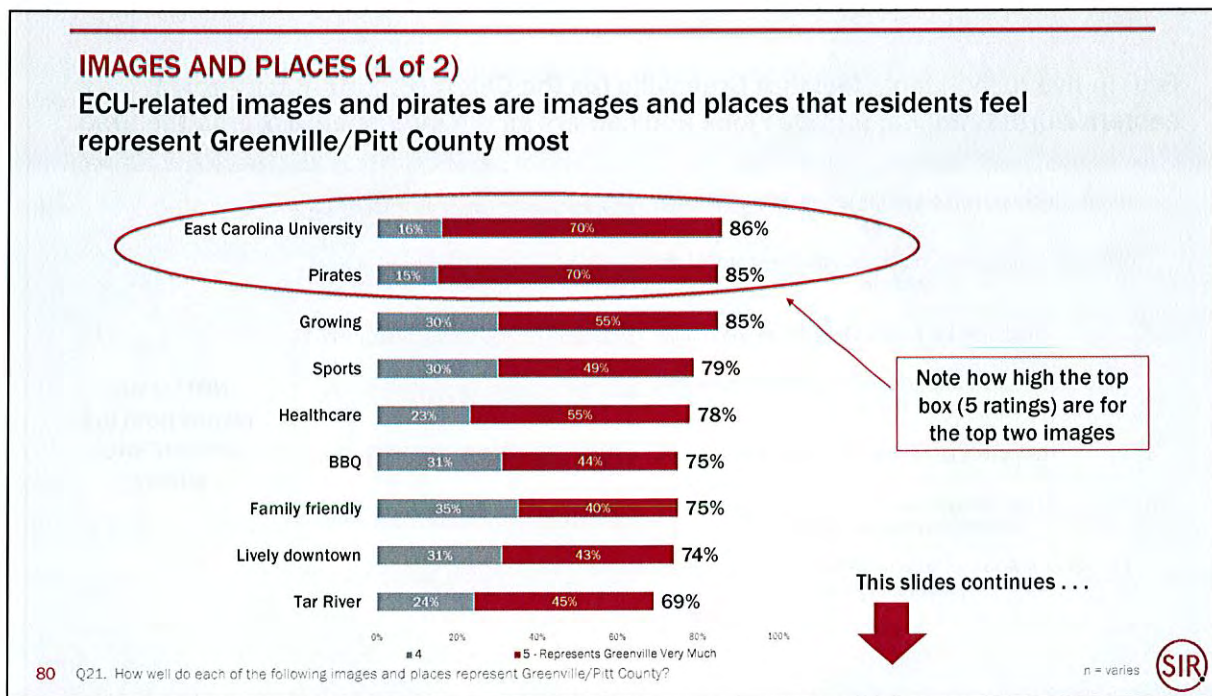 IMAGES AND PLACES (1 of 2)
ECU-related images and pirates are images and places that residents feel
represent Greenville/Pitt County most
East Carolina University 16% 70% 86%
Pirates 15% 70% 85%
Growing 30% 55% 85%
Sports 30% 49% 79%
Healthcare 23% 55% 78%
BBQ 31% 44% 75%
Family friendly 35% 40% 75%
Lively downtown 31% 43% 74%
Tar River 24% 45% 69%
0% 20% 40% 60% 80% 100%
4 5 - Represents Greenville Very Much
Note how high the top
box (5 ratings) are for
the top two images
This slides continues . . .
80 Q21. How well do each of the following images and places represent Greenville/Pitt County?
n = varies
SIR